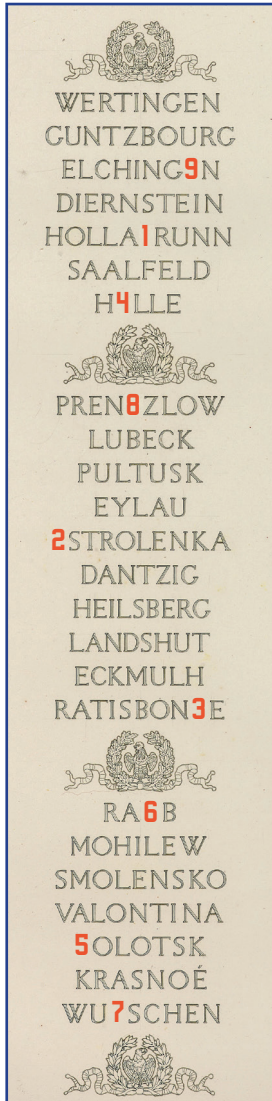 WERTINGEN
GUNTZBOURG
ELCHING9N
DIERNSTEIN
HOLLA1RUNN
SAALFELD
H4LLE
PREN8ZLOW
LUBECK
PULTUSK
EYLAU
2STROLENKA
DANTZIG
HEILSBERG
LANDSHUT
ECKMULH
RATISBON3E
RA6B
MOHILEW
SMOLENSKO
VALONTINA
5OLOTSK
KRASNOÉ
WU7SCHEN